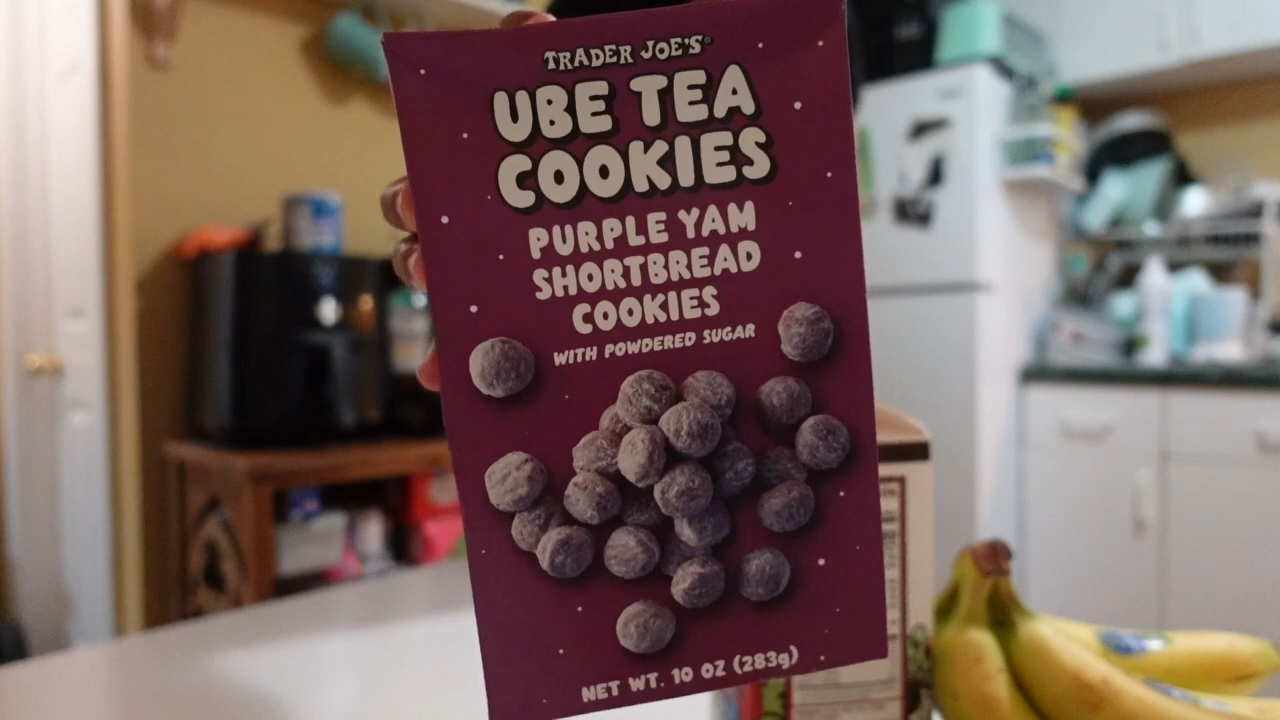 TRADER JOE'S®
UBE TEA
COOKIES
PURPLE YAM
SHORTBREAD
COOKIES
WITH POWDERED SUGAR
NET WT. 10 OZ (283g)